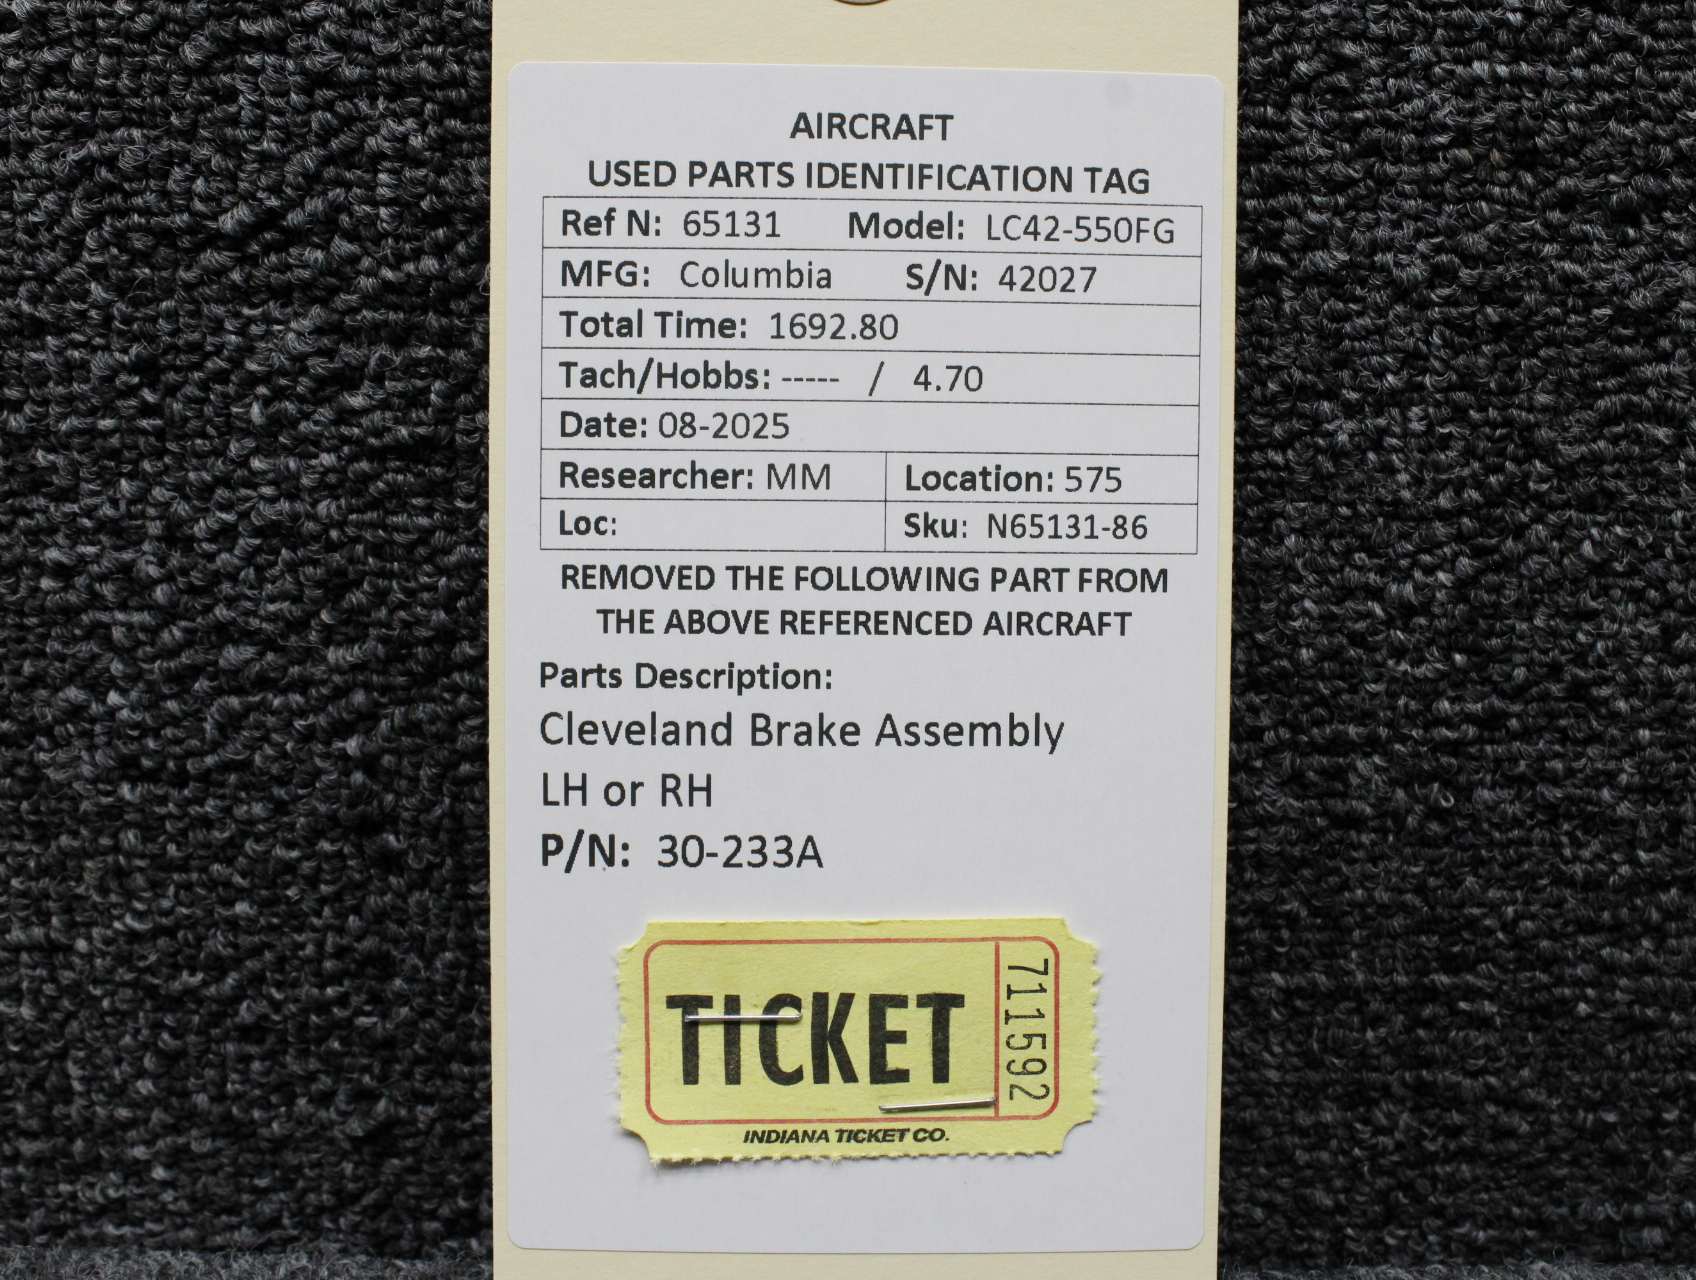 AIRCRAFT
USED PARTS IDENTIFICATION TAG
Ref N: 65131 Model: LC42-550FG
MFG: Columbia S/N: 42027
Total Time: 1692.80
Tach/Hobbs: ----- / 4.70
Date: 08-2025
Researcher: MM Location: 575
Loc: Sku: N65131-86
REMOVED THE FOLLOWING PART FROM
THE ABOVE REFERENCED AIRCRAFT
Parts Description:
Cleveland Brake Assembly
LH or RH
P/N: 30-233A
TICKET
711592
INDIANA TICKET CO.